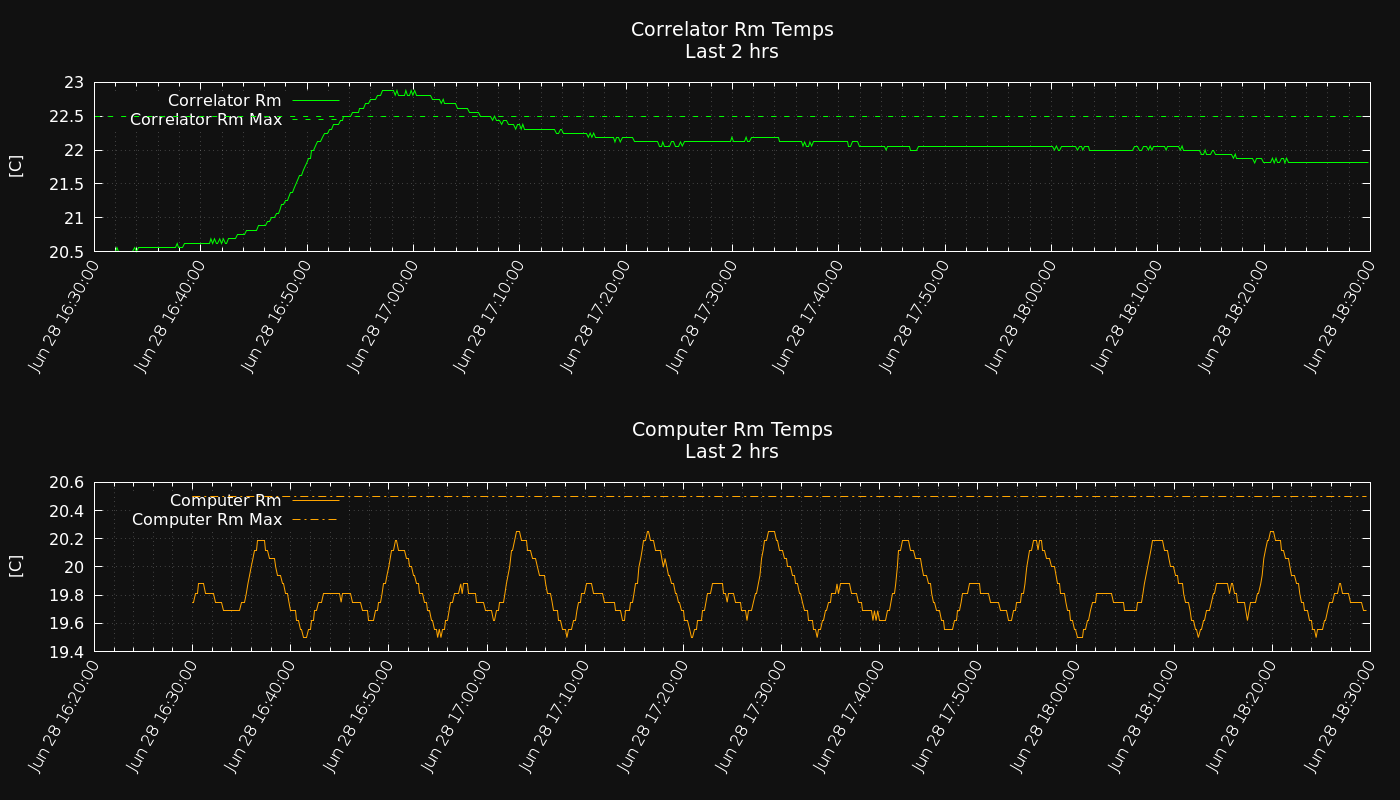 Correlator Rm Temps
Last 2 hrs
23
22.5
22
21.5
21
20.5
[C]
Correlator Rm
Correlator Rm Max
Jun 28 16:30:00
Jun 28 16:40:00
Jun 28 16:50:00
Jun 28 17:00:00
Jun 28 17:10:00
Jun 28 17:20:00
Jun 28 17:30:00
Jun 28 17:40:00
Jun 28 17:50:00
Jun 28 18:00:00
Jun 28 18:10:00
Jun 28 18:20:00
Jun 28 18:30:00
Computer Rm Temps
Last 2 hrs
20.6
20.4
20.2
20
19.8
19.6
19.4
[C]
Computer Rm
Computer Rm Max
Jun 28 16:20:00
Jun 28 16:30:00
Jun 28 16:40:00
Jun 28 16:50:00
Jun 28 17:00:00
Jun 28 17:10:00
Jun 28 17:20:00
Jun 28 17:30:00
Jun 28 17:40:00
Jun 28 17:50:00
Jun 28 18:00:00
Jun 28 18:10:00
Jun 28 18:20:00
Jun 28 18:30:00